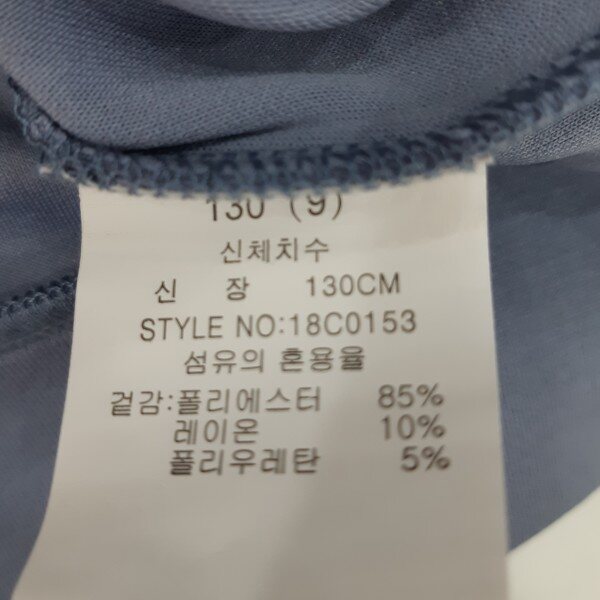 130 (9)
신체치수
신 장 130CM
STYLE NO:18C0153
섬유의 혼용율
겉감:폴리에스터 85%
레이온 10%
폴리우레탄 5%